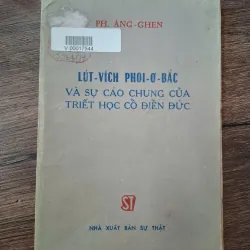 PH. ĂNG-GHEN
V 00017544
LÚT-VÍCH PHOI-Ơ-BẮC
VÀ SỰ CÁO CHUNG CỦA
TRIẾT HỌC CỔ ĐIỂN ĐỨC
ST
NHÀ XUẤT BẢN SỰ THẬT